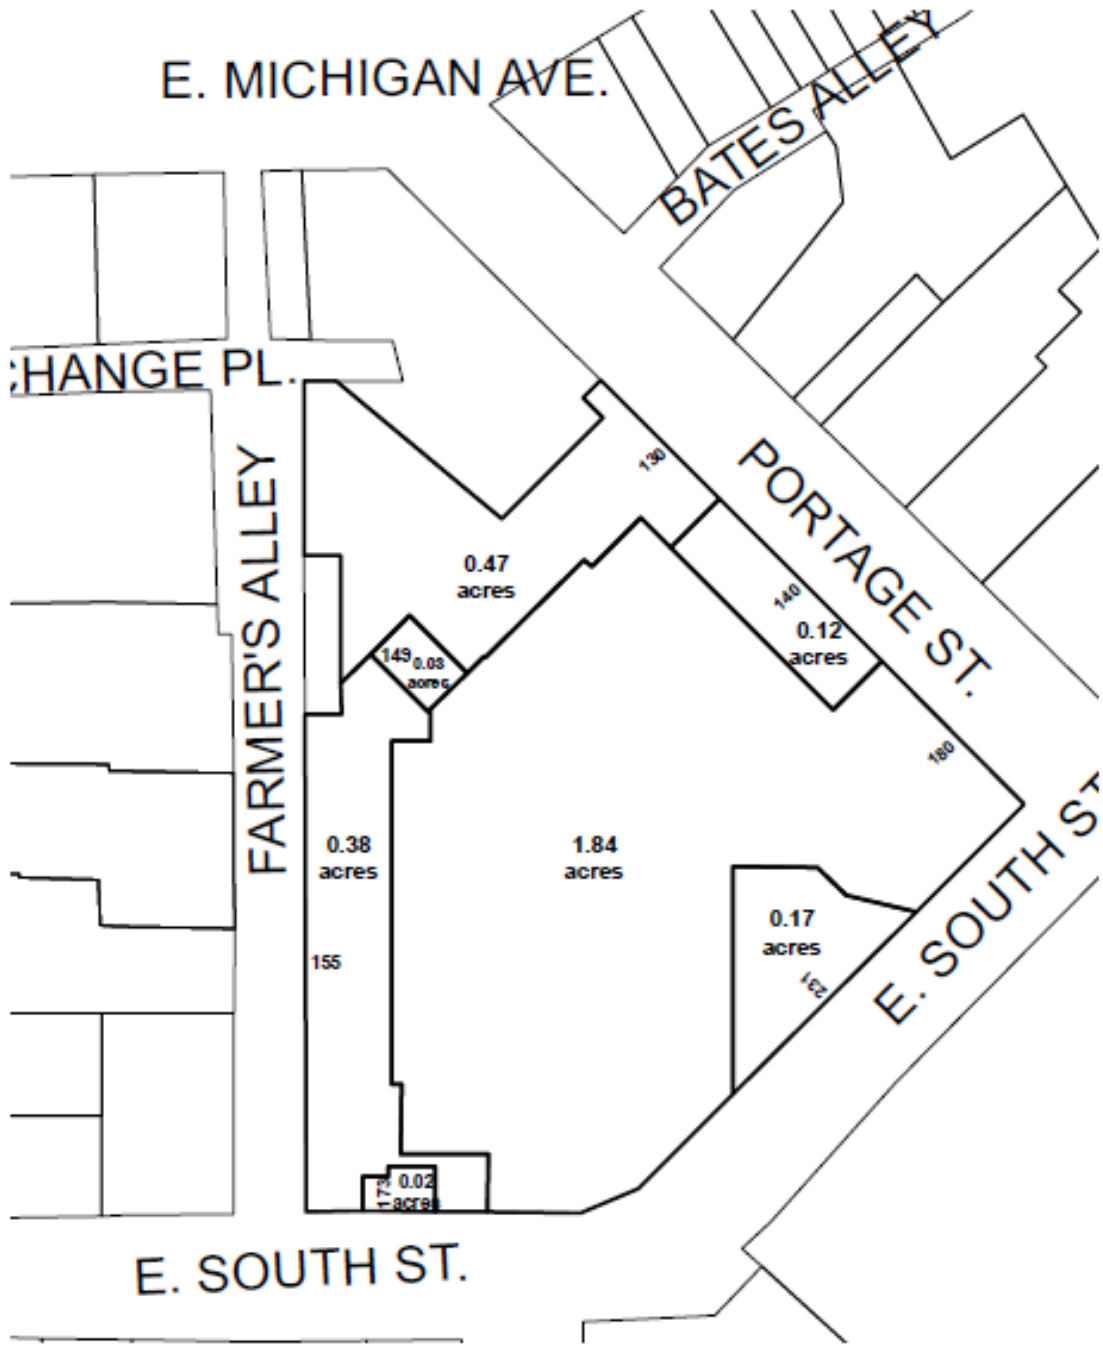 E. MICHIGAN AVE.
BATES ALLEY
CHANGE PL.
FARMER'S ALLEY
PORTAGE ST.
130
0.47
acres
140
0.12
acres
149
0.03
acres
180
0.38
acres
1.84
acres
0.17
acres
155
231
E. SOUTH ST.
173
0.02
acres
E. SOUTH ST.